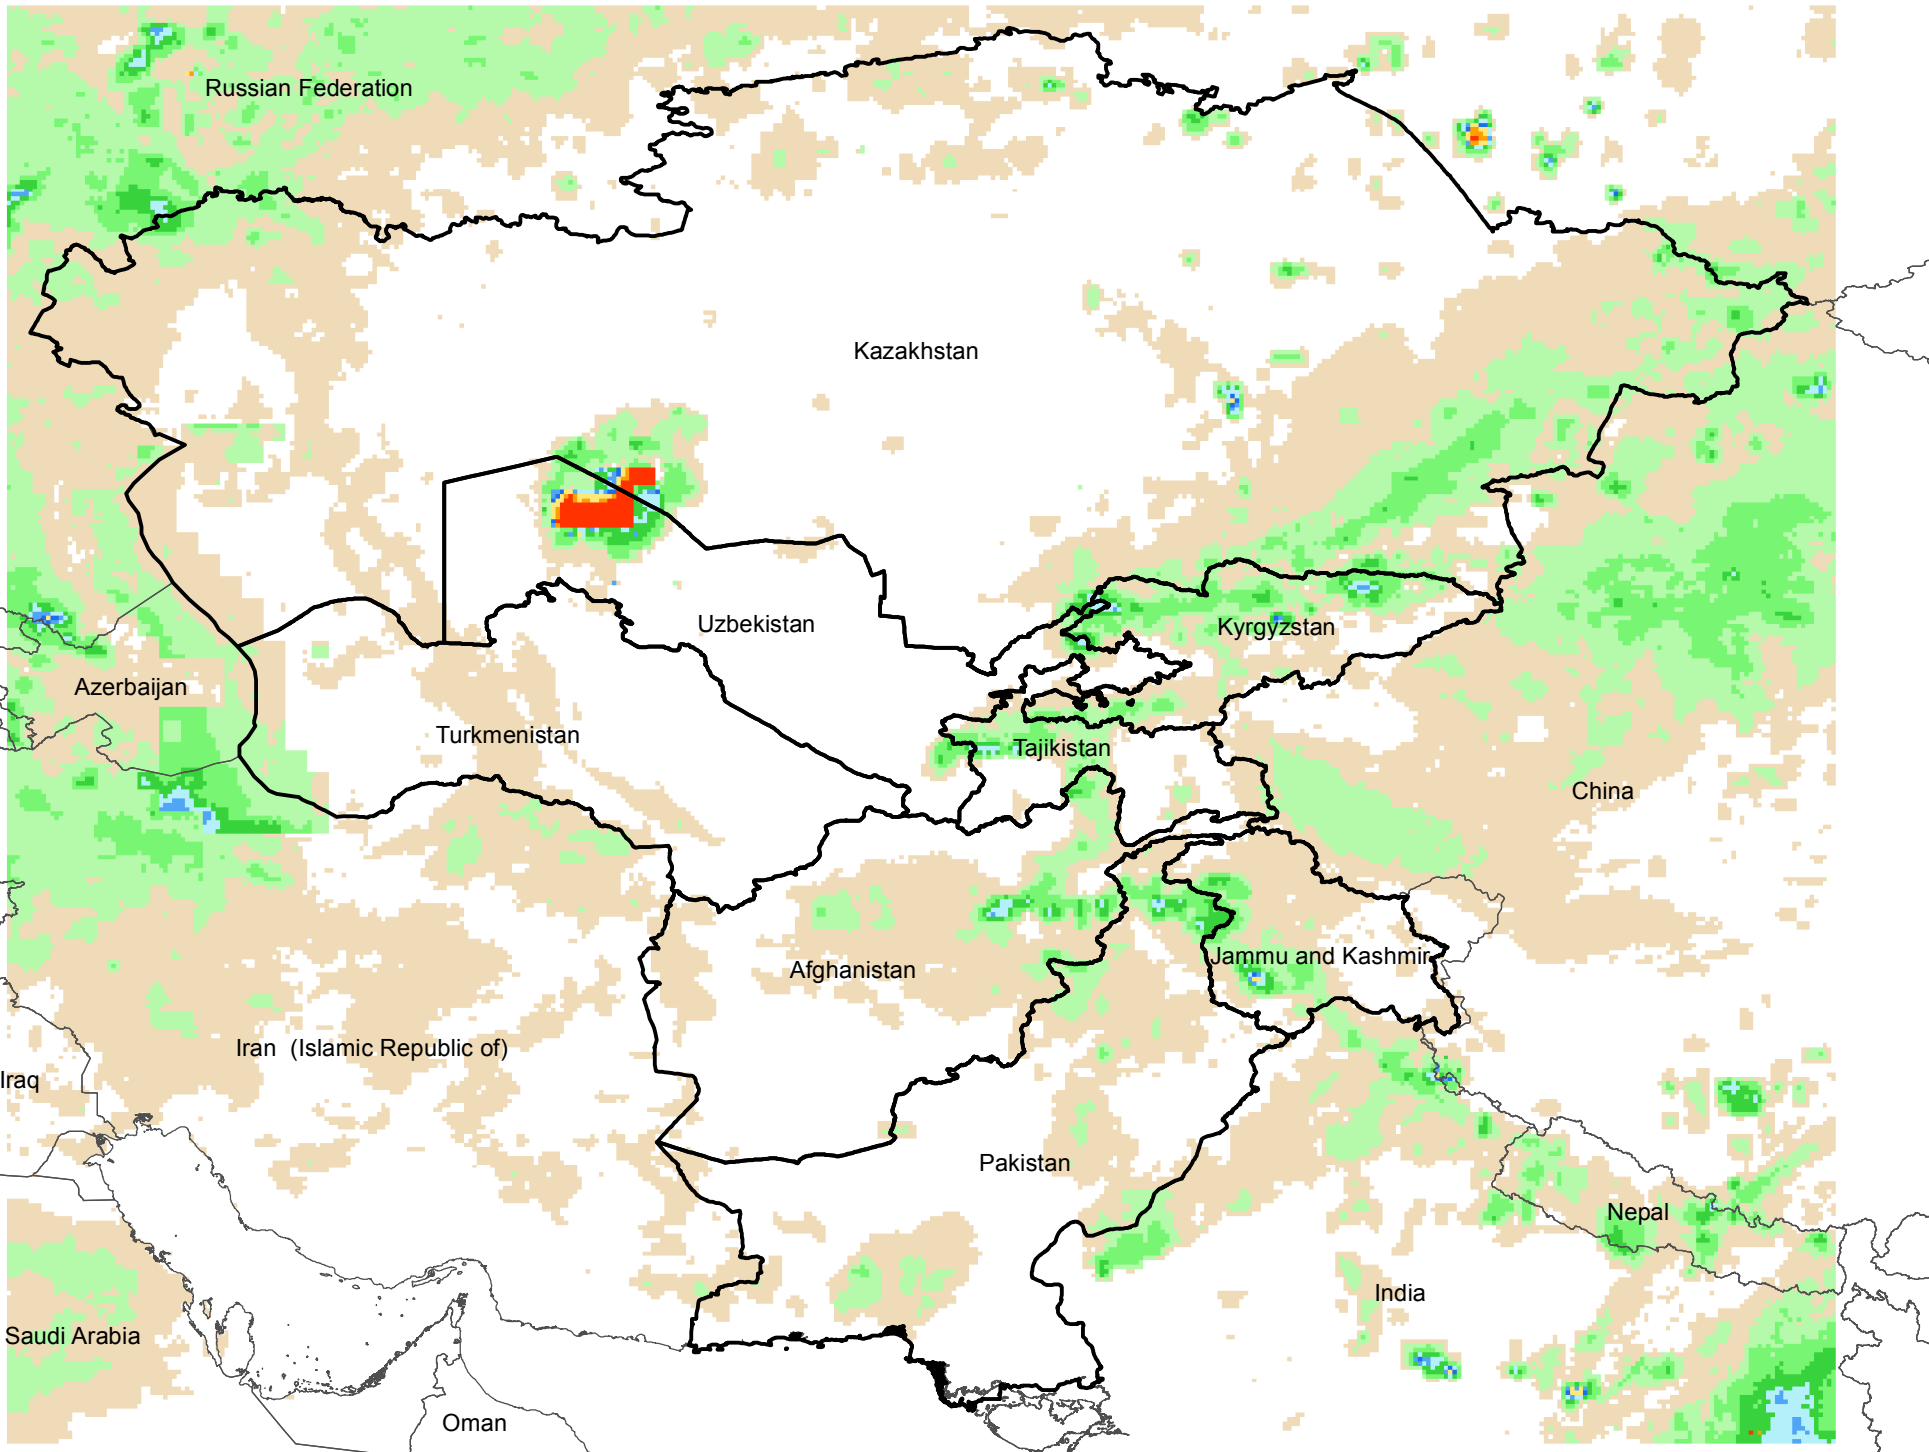 Russian Federation
Kazakhstan
Uzbekistan
Kyrgyzstan
Azerbaijan
Turkmenistan
Tajikistan
China
Afghanistan
Jammu and Kashmir
Iran  (Islamic Republic of)
Iraq
Pakistan
Nepal
India
Saudi Arabia
Oman